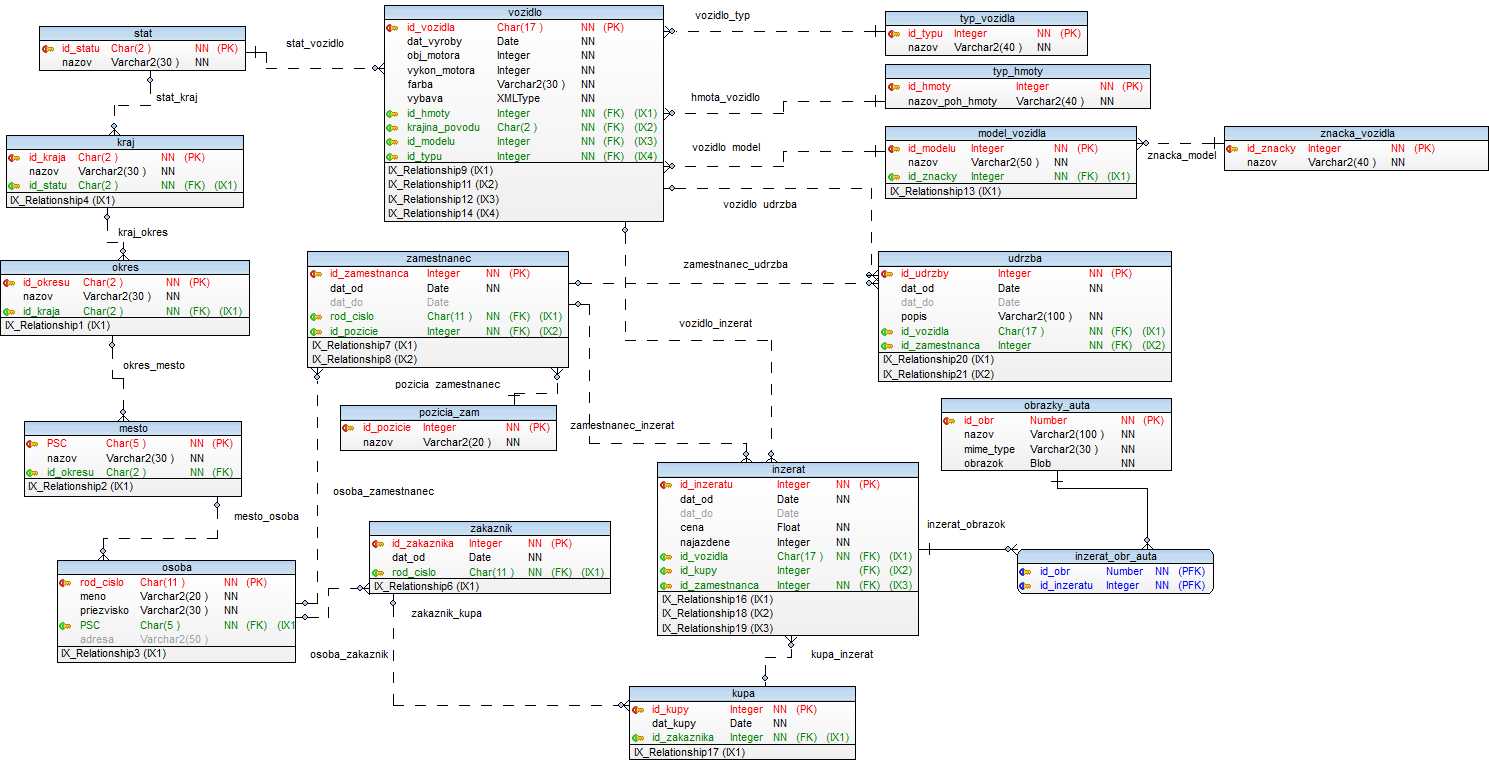 stat
id_statu Char(2 ) NN (PK)
nazov Varchar2(30 ) NN
stat_vozidlo
stat_kraj
kraj
id_kraja Char(2 ) NN (PK)
nazov Varchar2(30 ) NN
id_statu Char(2 ) NN (FK) (IX1)
IX_Relationship4 (IX1)
kraj_okres
okres
id_okresu Char(2 ) NN (PK)
nazov Varchar2(30 ) NN
id_kraja Char(2 ) NN (FK) (IX1)
IX_Relationship1 (IX1)
okres_mesto
mesto
PSC Char(5 ) NN (PK)
nazov Varchar2(30 ) NN
id_okresu Char(2 ) NN (FK)
IX_Relationship2 (IX1)
mesto_osoba
osoba
rod_cislo Char(11 ) NN (PK)
meno Varchar2(20 ) NN
priezvisko Varchar2(30 ) NN
PSC Char(5 ) NN (FK) (IX1
adresa Varchar2(50 )
IX_Relationship3 (IX1)
vozidlo
id_vozidla Char(17 ) NN (PK)
dat_vyroby Date NN
obj_motora Integer NN
vykon_motora Integer NN
farba Varchar2(30 ) NN
vybava XMLType NN
id_hmoty Integer NN (FK) (IX1)
krajina_povodu Char(2 ) NN (FK) (IX2)
id_modelu Integer NN (FK) (IX3)
id_typu Integer NN (FK) (IX4)
IX_Relationship9 (IX1)
IX_Relationship11 (IX2)
IX_Relationship12 (IX3)
IX_Relationship14 (IX4)
vozidlo_typ
typ_vozidla
id_typu Integer NN (PK)
nazov Varchar2(40 ) NN
hmota_vozidlo
typ_hmoty
id_hmoty Integer NN (PK)
nazov_poh_hmoty Varchar2(40 ) NN
vozidlo model
model_vozidla
id_modelu Integer NN (PK)
nazov Varchar2(50 ) NN
id_znacky Integer NN (FK) (IX1)
IX_Relationship13 (IX1)
znacka_model
znacka_vozidla
id_znacky Integer NN (PK)
nazov Varchar2(40 ) NN
vozidlo udrzba
zamestnanec
id_zamestnanca Integer NN (PK)
dat_od Date NN
dat_do Date
rod_cislo Char(11 ) NN (FK) (IX1)
id_pozicie Integer NN (FK) (IX2)
IX_Relationship7 (IX1)
IX_Relationship8 (IX2)
zamestnanec_udrzba
udrzba
id_udrzby Integer NN (PK)
dat_od Date NN
dat_do Date
popis Varchar2(100 ) NN
id_vozidla Char(17 ) NN (FK) (IX1)
id_zamestnanca Integer NN (FK) (IX2)
IX_Relationship20 (IX1)
IX_Relationship21 (IX2)
vozidlo_inzerat
pozicia zamestnanec
pozicia_zam
id_pozicie Integer NN (PK)
nazov Varchar2(20 ) NN
zamestnanec_inzerat
osoba_zamestnanec
obrazky_auta
id_obr Number NN (PK)
nazov Varchar2(100 ) NN
mime_type Varchar2(30 ) NN
obrazok Blob NN
inzerat
id_inzeratu Integer NN (PK)
dat_od Date NN
dat_do Date
cena Float NN
najazdene Integer NN
id_vozidla Char(17 ) NN (FK) (IX1)
id_kupy Integer (FK) (IX2)
id_zamestnanca Integer NN (FK) (IX3)
IX_Relationship16 (IX1)
IX_Relationship18 (IX2)
IX_Relationship19 (IX3)
inzerat_obrazok
inzerat_obr_auta
id_obr Number NN (PFK)
id_inzeratu Integer NN (PFK)
zakaznik
id_zakaznika Integer NN (PK)
dat_od Date NN
rod_cislo Char(11 ) NN (FK) (IX1)
IX_Relationship6 (IX1)
zakaznik_kupa
osoba_zakaznik
kupa_inzerat
kupa
id_kupy Integer NN (PK)
dat_kupy Date NN
id_zakaznika Integer NN (FK) (IX1)
IX_Relationship17 (IX1)